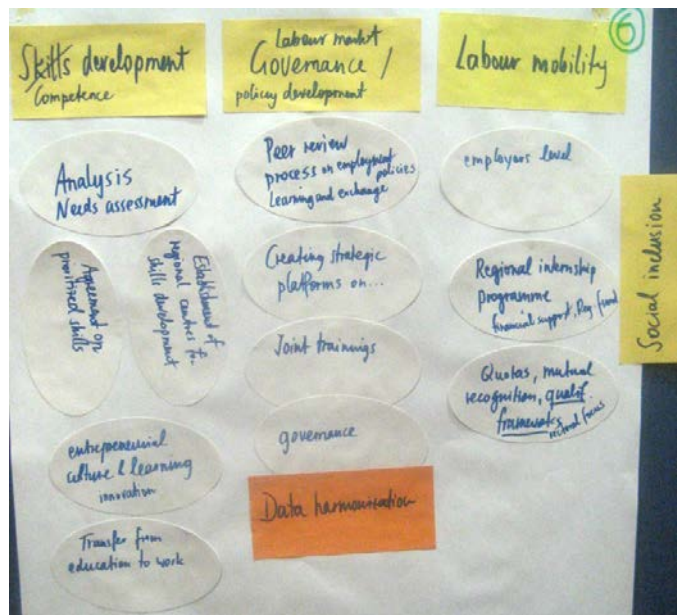 6
Skills development
Competence
Analysis
Needs assessment
Agreement on
prioritized skills
Establishment of
regional centres for
skills development
entrepreneurial
culture & learning
innovation
Transfer from
education to work
Labour market
Governance /
policy development
Peer review
process on employment
policies
Learning and exchange
Creating strategic
platforms on...
Joint trainings
governance
Data harmonisation
Labour mobility
employers level
Regional internship
programme
financial support, Reg fund
Quotas, mutual
recognition, qualif.
frameworks
focus
Social inclusion